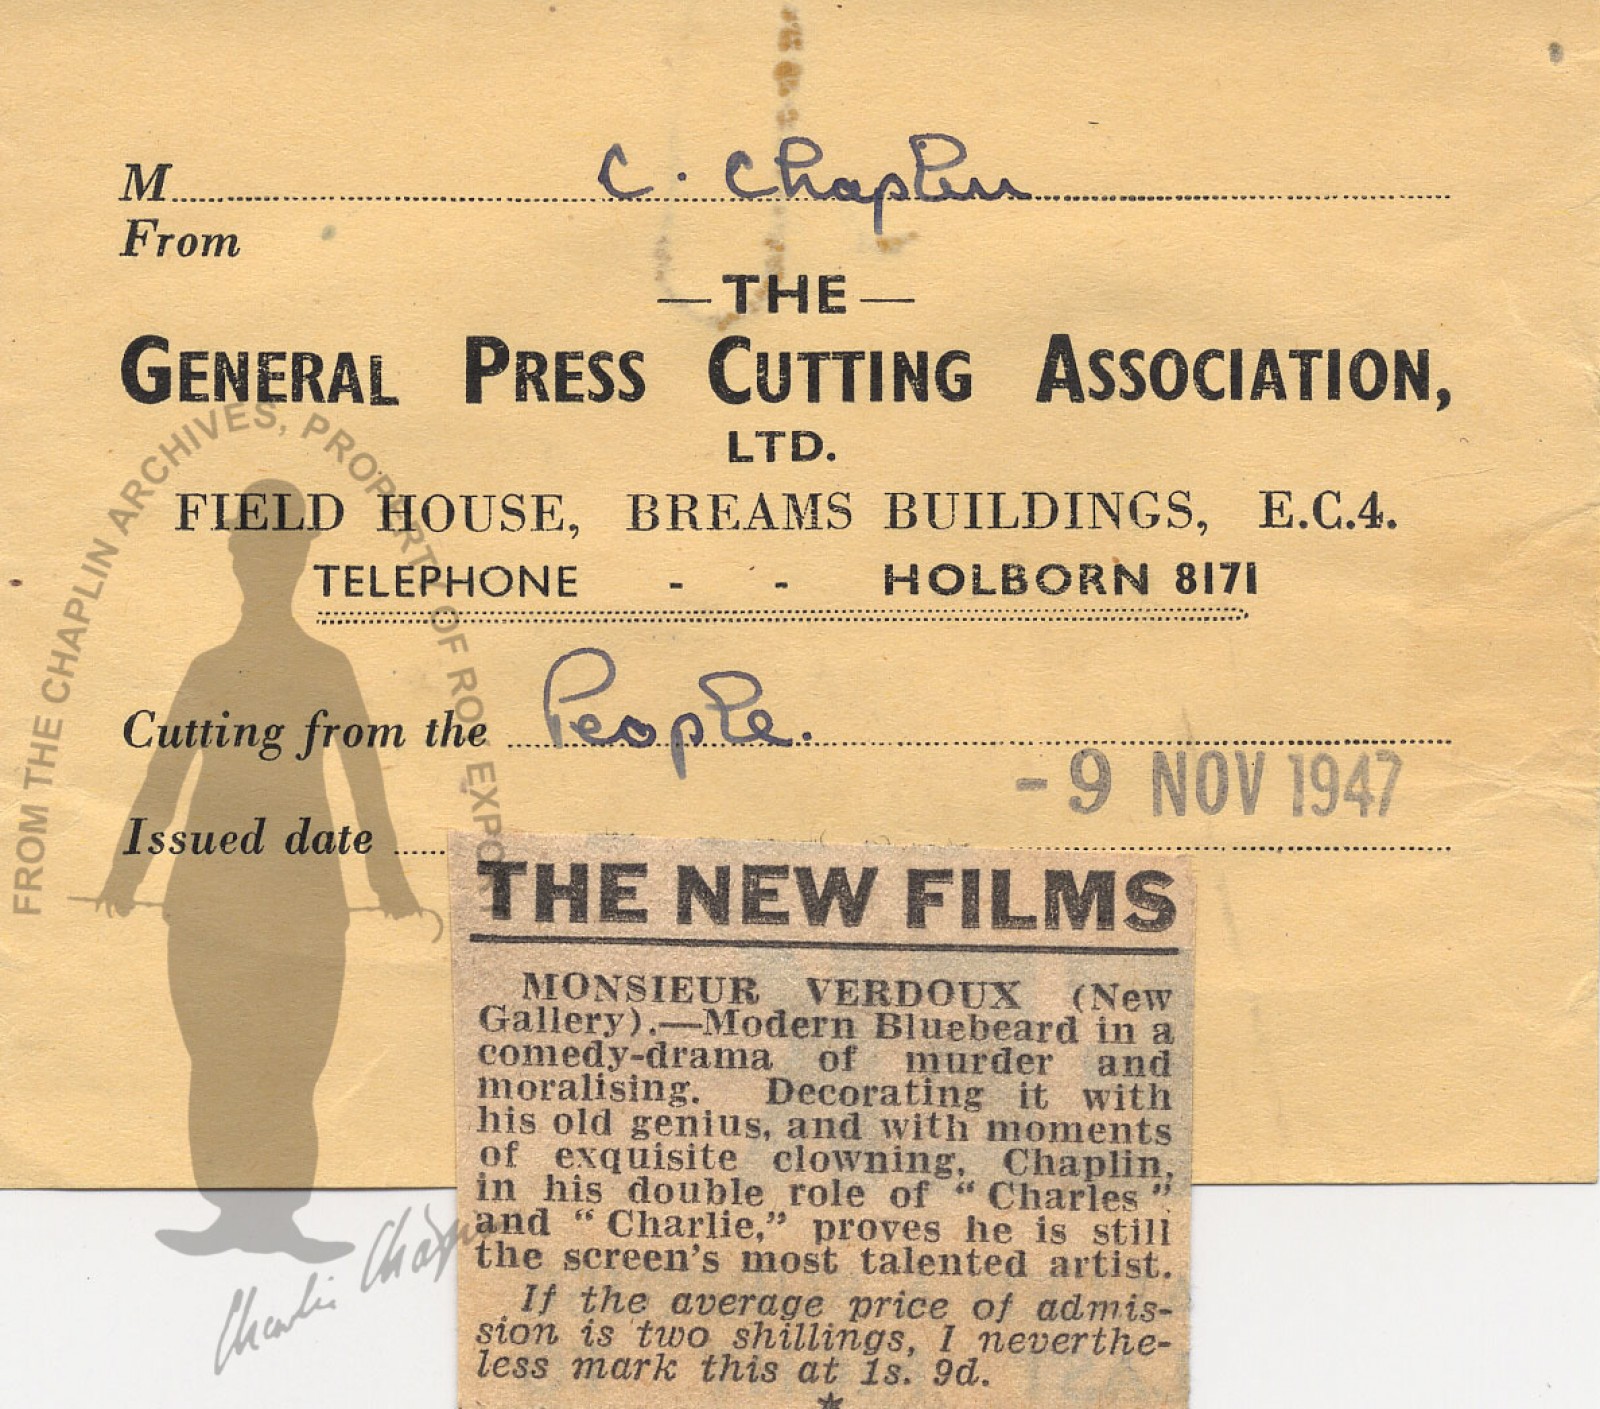 M C. Chaplin
From
—THE—
GENERAL PRESS CUTTING ASSOCIATION,
LTD.
FIELD HOUSE, BREAMS BUILDINGS, E.C.4.
TELEPHONE - - HOLBORN 8171
Cutting from the People.
- 9 NOV 1947
Issued date
THE NEW FILMS
MONSIEUR VERDOUX (New
Gallery).—Modern Bluebeard in a
comedy-drama of murder and
moralising. Decorating it with
his old genius, and with moments
of exquisite clowning, Chaplin,
in his double role of “Charles”
and “Charlie,” proves he is still
the screen's most talented artist.
If the average price of admis-
sion is two shillings, I neverthe-
less mark this at 1s. 9d.
FROM THE CHAPLIN ARCHIVES, PROPERTY OF ROY EXPOR
Charlie Chaplin